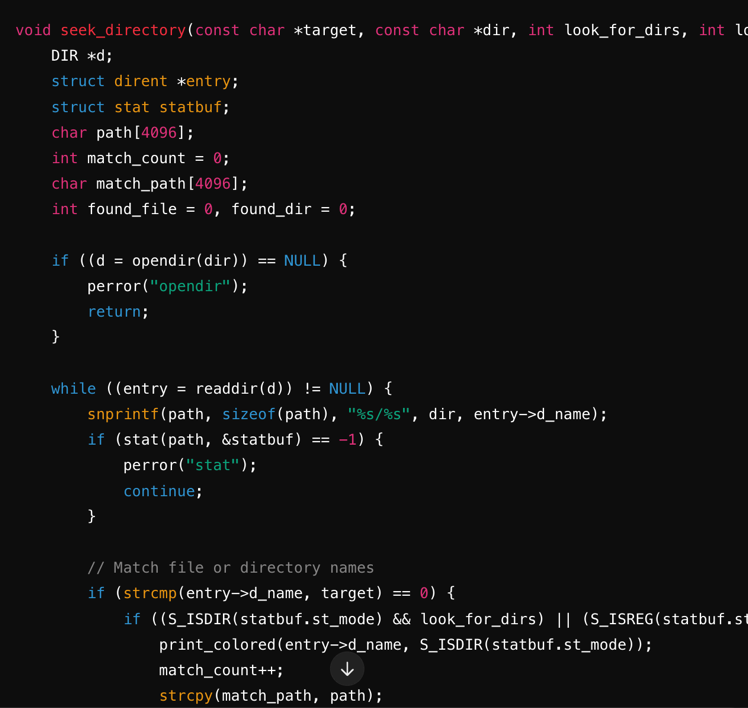 void seek_directory(const char *target, const char *dir, int look_for_dirs, int
    DIR *d;
    struct dirent *entry;
    struct stat statbuf;
    char path[4096];
    int match_count = 0;
    char match_path[4096];
    int found_file = 0, found_dir = 0;

    if ((d = opendir(dir)) == NULL) {
        perror("opendir");
        return;
    }

    while ((entry = readdir(d)) != NULL) {
        snprintf(path, sizeof(path), "%s/%s", dir, entry->d_name);
        if (stat(path, &statbuf) == -1) {
            perror("stat");
            continue;
        }

        // Match file or directory names
        if (strcmp(entry->d_name, target) == 0) {
            if ((S_ISDIR(statbuf.st_mode) && look_for_dirs) || (S_ISREG(statbuf.st
                print_colored(entry->d_name, S_ISDIR(statbuf.st_mode));
                match_count++;
                strcpy(match_path, path);